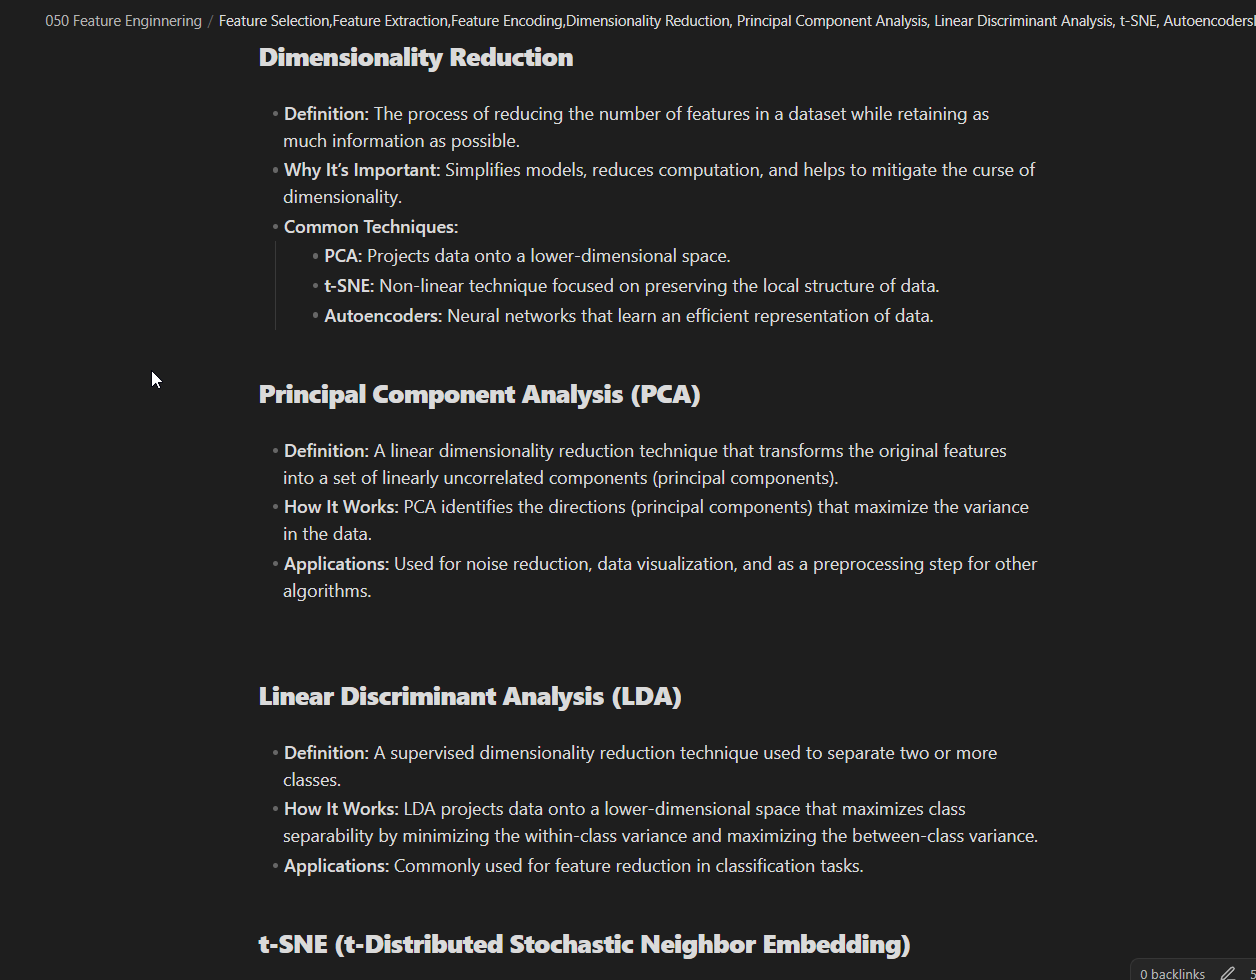 050 Feature Enginnering / Feature Selection,Feature Extraction,Feature Encoding,Dimensionality Reduction, Principal Component Analysis, Linear Discriminant Analysis, t-SNE, Autoencoders
Dimensionality Reduction
• Definition: The process of reducing the number of features in a dataset while retaining as
much information as possible.
• Why It’s Important: Simplifies models, reduces computation, and helps to mitigate the curse of
dimensionality.
• Common Techniques:
• PCA: Projects data onto a lower-dimensional space.
• t-SNE: Non-linear technique focused on preserving the local structure of data.
• Autoencoders: Neural networks that learn an efficient representation of data.
Principal Component Analysis (PCA)
• Definition: A linear dimensionality reduction technique that transforms the original features
into a set of linearly uncorrelated components (principal components).
• How It Works: PCA identifies the directions (principal components) that maximize the variance
in the data.
• Applications: Used for noise reduction, data visualization, and as a preprocessing step for other
algorithms.
Linear Discriminant Analysis (LDA)
• Definition: A supervised dimensionality reduction technique used to separate two or more
classes.
• How It Works: LDA projects data onto a lower-dimensional space that maximizes class
separability by minimizing the within-class variance and maximizing the between-class variance.
• Applications: Commonly used for feature reduction in classification tasks.
t-SNE (t-Distributed Stochastic Neighbor Embedding)
0 backlinks